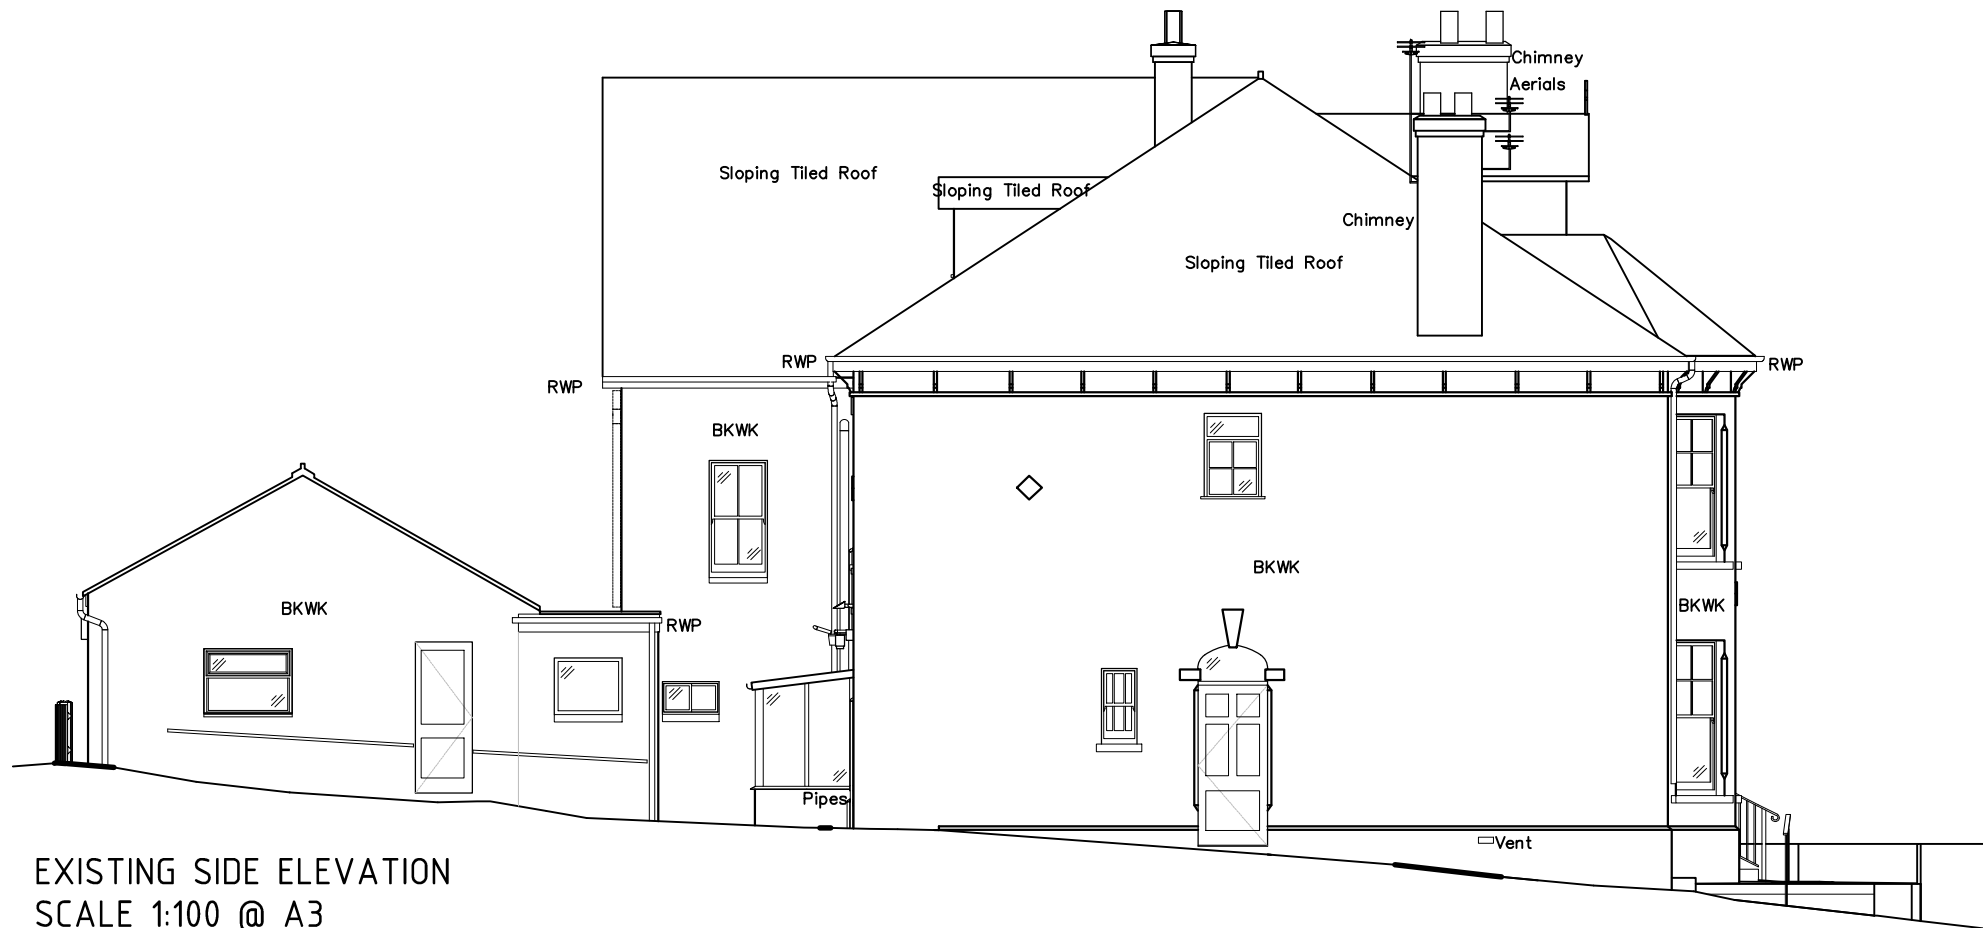 Chimney
Aerials
Sloping Tiled Roof
Sloping Tiled Roof
Chimney
Sloping Tiled Roof
RWP
RWP
RWP
BKWK
BKWK
BKWK
BKWK
RWP
Pipes
Vent
EXISTING SIDE ELEVATION
SCALE 1:100 @ A3